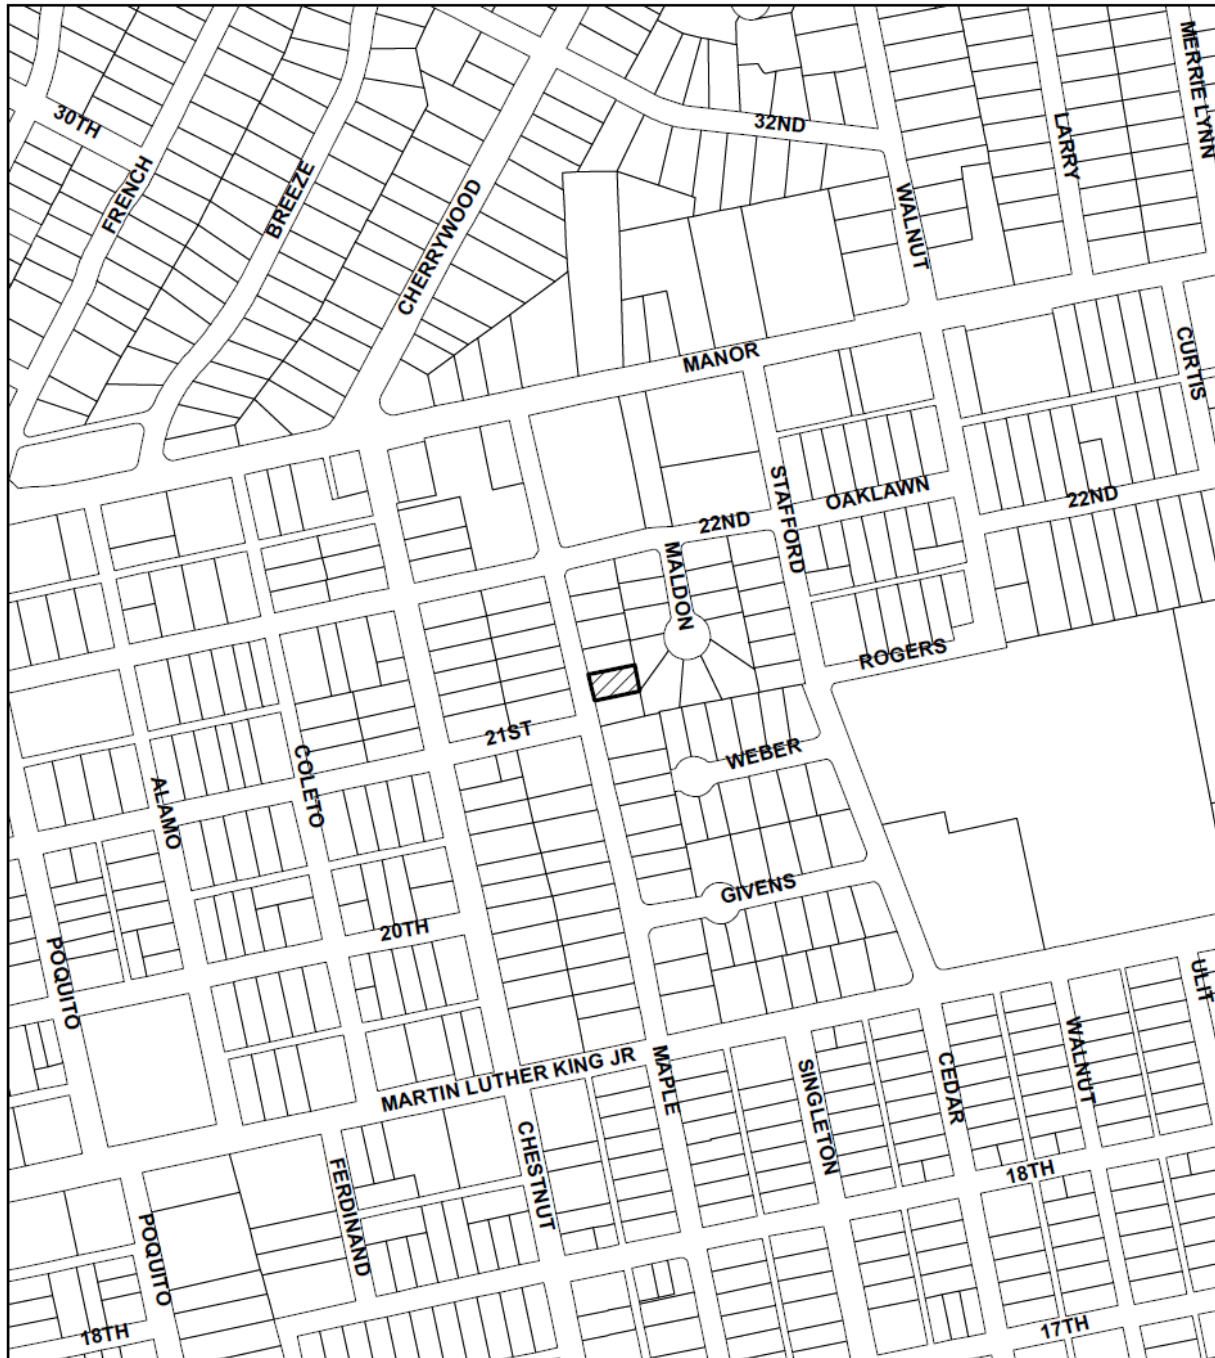 MERRIE LYNN
30TH
32ND
LARRY
FRENCH
BREEZE
CHERRYWOOD
WALNUT
MANOR
CURTIS
STAFFORD
OAKLAWN
22ND
22ND
MALDON
ROGERS
21ST
WEBER
COLETO
ALAMO
GIVENS
20TH
POQUITO
ULIT
MARTIN LUTHER KING JR
MAPLE
SINGLETON
CEDAR
WALNUT
CHESTNUT
FERDINAND
18TH
POQUITO
18TH
17TH